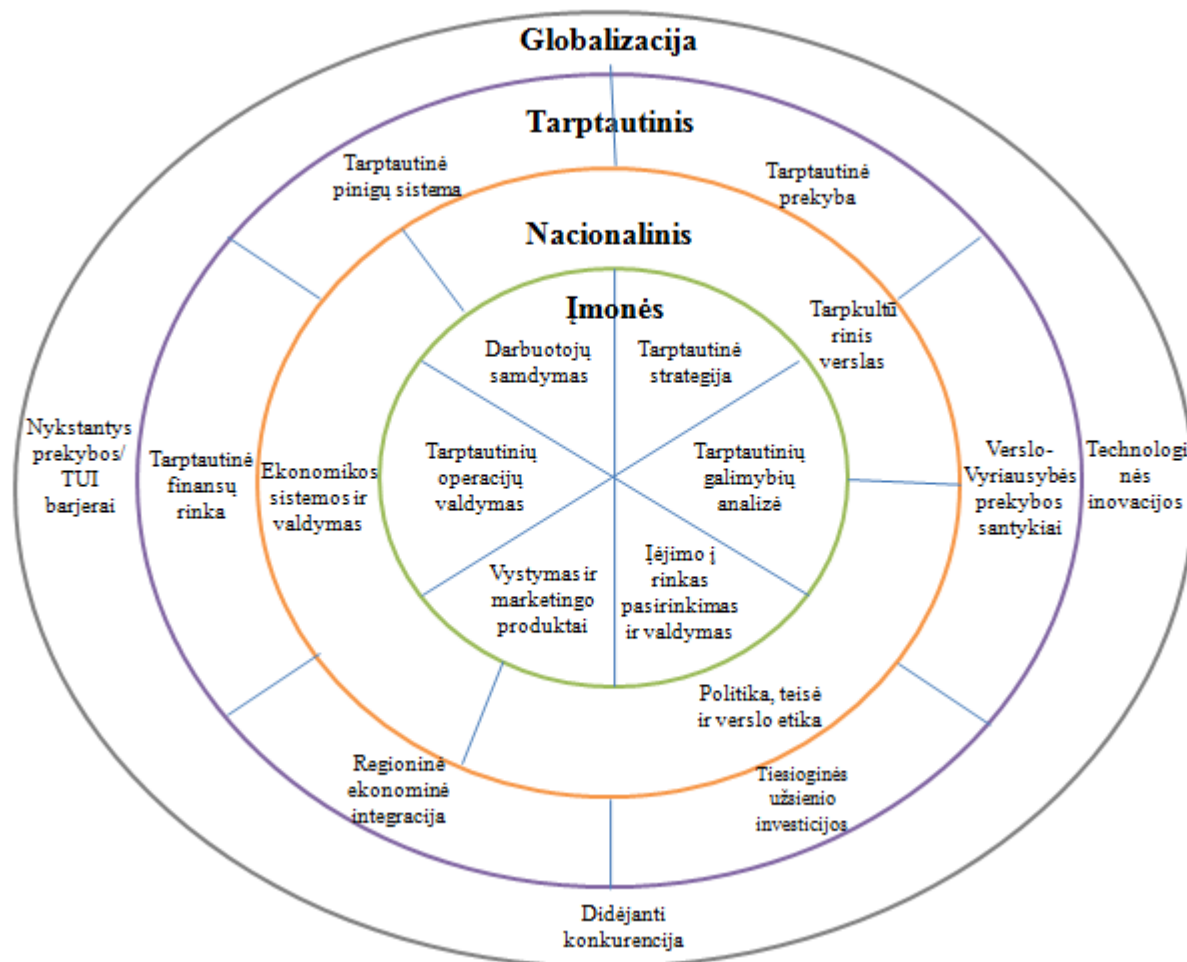 Globalizacija
Tarptautinis
Tarptautinė
pinigų sistema
Tarptautinė
prekyba
Nacionalinis
Įmonės
Tarpkultū
rinis
verslas
Darbuotojų
samdymas
Tarptautinė
strategija
Nykstantys
prekybos/
TUI
barjerai
Tarptautinė
finansų
rinka
Ekonomikos
sistemos ir
valdymas
Tarptautinių
operacijų
valdymas
Tarptautinių
galimybių
analizė
Verslo-
Vyriausybės
prekybos
santykiai
Technologi
nės
inovacijos
Vystymas ir
marketingo
produktai
Įėjimo į
rinkas
pasirinkimas
ir valdymas
Politika, teisė
ir verslo etika
Regioninė
ekonominė
integracija
Tiesioginės
užsienio
investicijos
Didėjanti
konkurencija